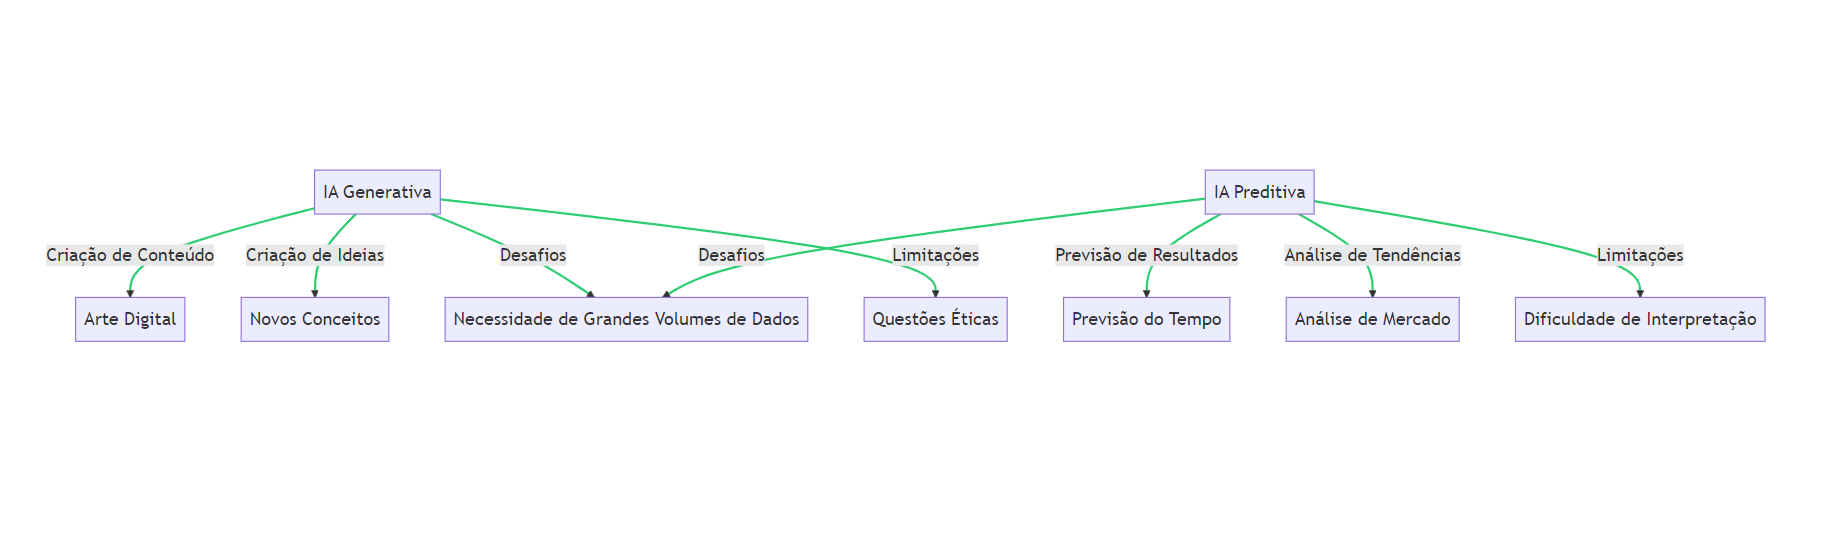 IA Generativa
IA Preditiva
Criação de Conteúdo
Criação de Ideias
Desafios
Desafios
Limitações
Previsão de Resultados
Análise de Tendências
Limitações
Arte Digital
Novos Conceitos
Necessidade de Grandes Volumes de Dados
Questões Éticas
Previsão do Tempo
Análise de Mercado
Dificuldade de Interpretação